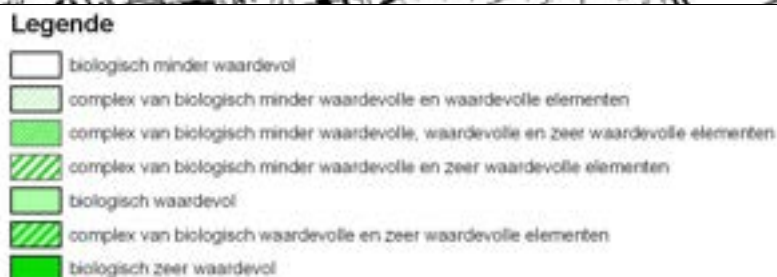 Legende
biologisch minder waardevol
complex van biologisch minder waardevolle en waardevolle elementen
complex van biologisch minder waardevolle, waardevolle en zeer waardevolle elementen
complex van biologisch minder waardevolle en zeer waardevolle elementen
biologisch waardevol
complex van biologisch waardevolle en zeer waardevolle elementen
biologisch zeer waardevol